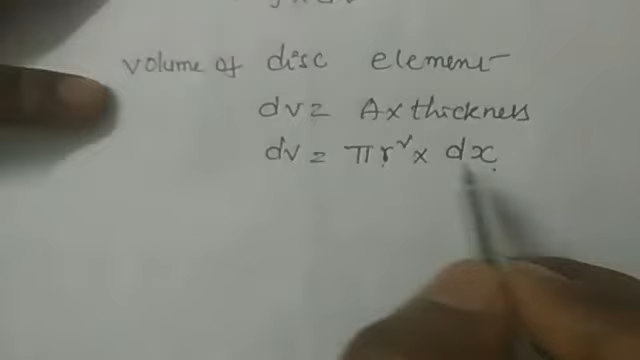 volume of disc element
dv = A x thickness
dv = πr² x dx